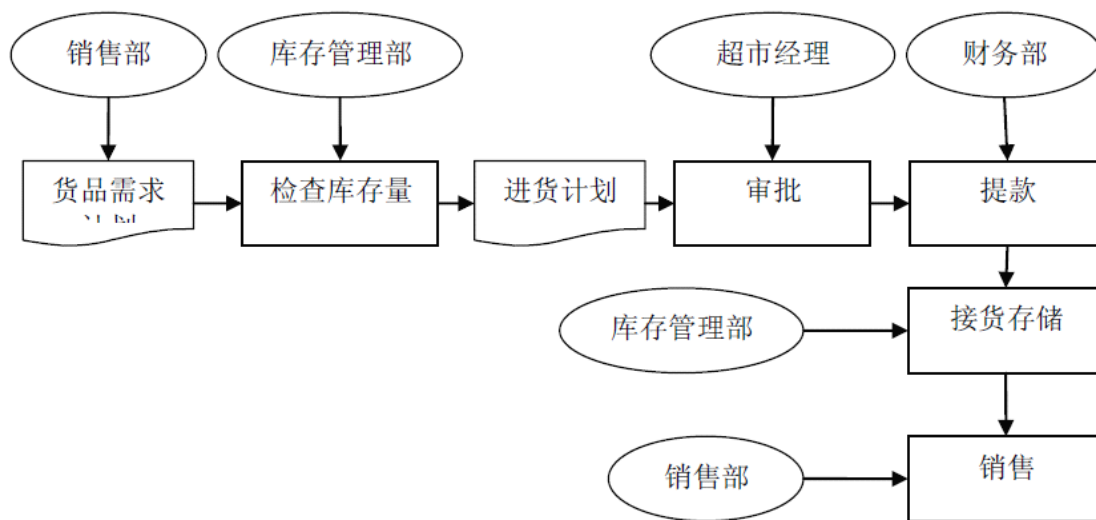 销售部
库存管理部
超市经理
财务部
货品需求
检查库存量
进货计划
审批
提款
库存管理部
接货存储
销售部
销售